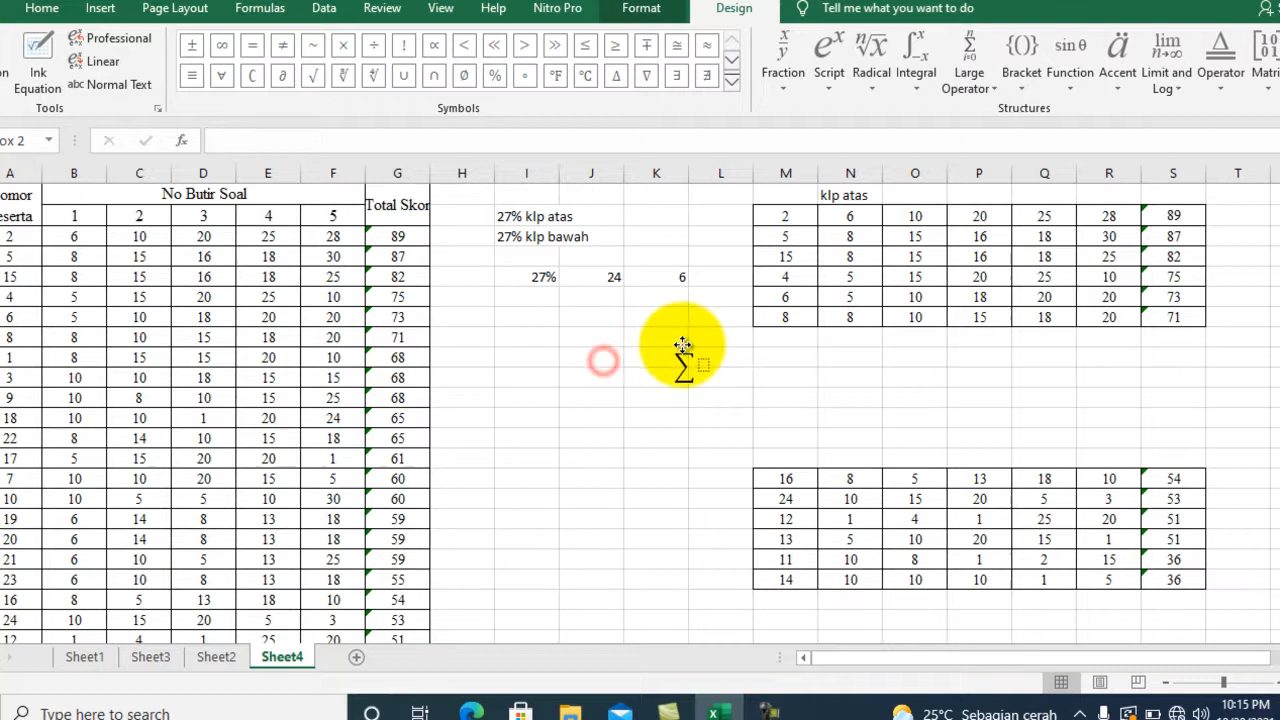 Home Insert Page Layout Formulas Data Review View Help Nitro Pro Format Design Tell me what you want to do
Ink Equation
Professional
Linear
abc Normal Text
Tools
± ∞ = ≠ ~ × ÷ ! ∝ < ≪ > ≫ ≤ ≥ ∓ ≅ ≈
≡ ∀ ∁ ∂ √ ∛ ∜ ∪ ∩ ∅ % ° °F °C ∆ ∇ ∃ ∄
Symbols
Fraction Script Radical Integral Large Operator Bracket Function Accent Limit and Log Operator
Structures
fx
A B C D E F G H I J K L M N O P Q R S T
No Butir Soal
Total Skor
1 2 3 4 5
2 6 10 20 25 28 89
5 8 15 16 18 30 87
15 8 15 16 18 25 82
4 5 15 20 25 10 75
6 5 10 18 20 20 73
8 8 10 15 18 20 71
1 8 15 15 20 10 68
3 10 10 18 15 15 68
9 10 8 10 15 25 68
18 10 10 1 20 24 65
22 8 14 10 15 18 65
17 5 15 20 20 1 61
7 10 10 20 15 5 60
10 10 5 5 10 30 60
19 6 14 8 13 18 59
20 6 14 8 13 18 59
21 6 10 5 13 25 59
23 6 10 8 13 18 55
16 8 5 13 18 10 54
24 10 15 20 5 3 53
12 1 4 1 25 20 51
27% klp atas
27% klp bawah
27% 24 6
∑
klp atas
2 6 10 20 25 28 89
5 8 15 16 18 30 87
15 8 15 16 18 25 82
4 5 15 20 25 10 75
6 5 10 18 20 20 73
8 8 10 15 18 20 71
16 8 5 13 18 10 54
24 10 15 20 5 3 53
12 1 4 1 25 20 51
13 5 10 20 15 1 51
11 10 8 1 2 15 36
14 10 10 10 1 5 36
Sheet1 Sheet3 Sheet2 Sheet4
Type here to search
25°C Sebagian cerah
10:15 PM